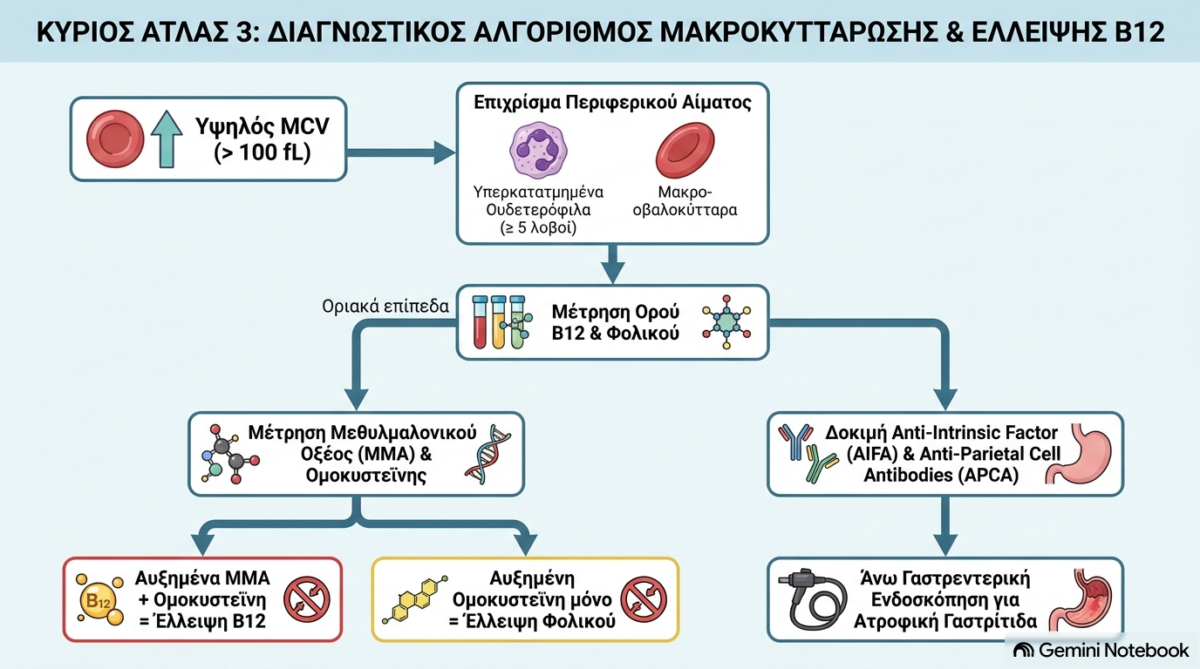 ΚΥΡΙΟΣ ΑΤΛΑΣ 3: ΔΙΑΓΝΩΣΤΙΚΟΣ ΑΛΓΟΡΙΘΜΟΣ ΜΑΚΡΟΚΥΤΤΑΡΩΣΗΣ & ΕΛΛΕΙΨΗΣ Β12
Υψηλός MCV
(> 100 fL)
Επιχρίσμα Περιφερικού Αίματος
Υπερκατατμημένα
Ουδετερόφιλα
(≥ 5 λοβοί)
Μακρο-
οβαλοκύτταρα
Οριακά επίπεδα
Μέτρηση Ορού
B12 & Φολικού
Μέτρηση Μεθυλμαλονικού
Οξέος (MMA) &
Ομοκυστεΐνης
Δοκιμή Anti-Intrinsic Factor
(AIFA) & Anti-Parietal Cell
Antibodies (APCA)
B12
Αυξημένα MMA
+ Ομοκυστεΐνη
= Έλλειψη B12
Αυξημένη
Ομοκυστεΐνη μόνο
= Έλλειψη Φολικού
Άνω Γαστρεντερική
Ενδοσκόπηση για
Ατροφική Γαστρίτιδα
Gemini Notebook